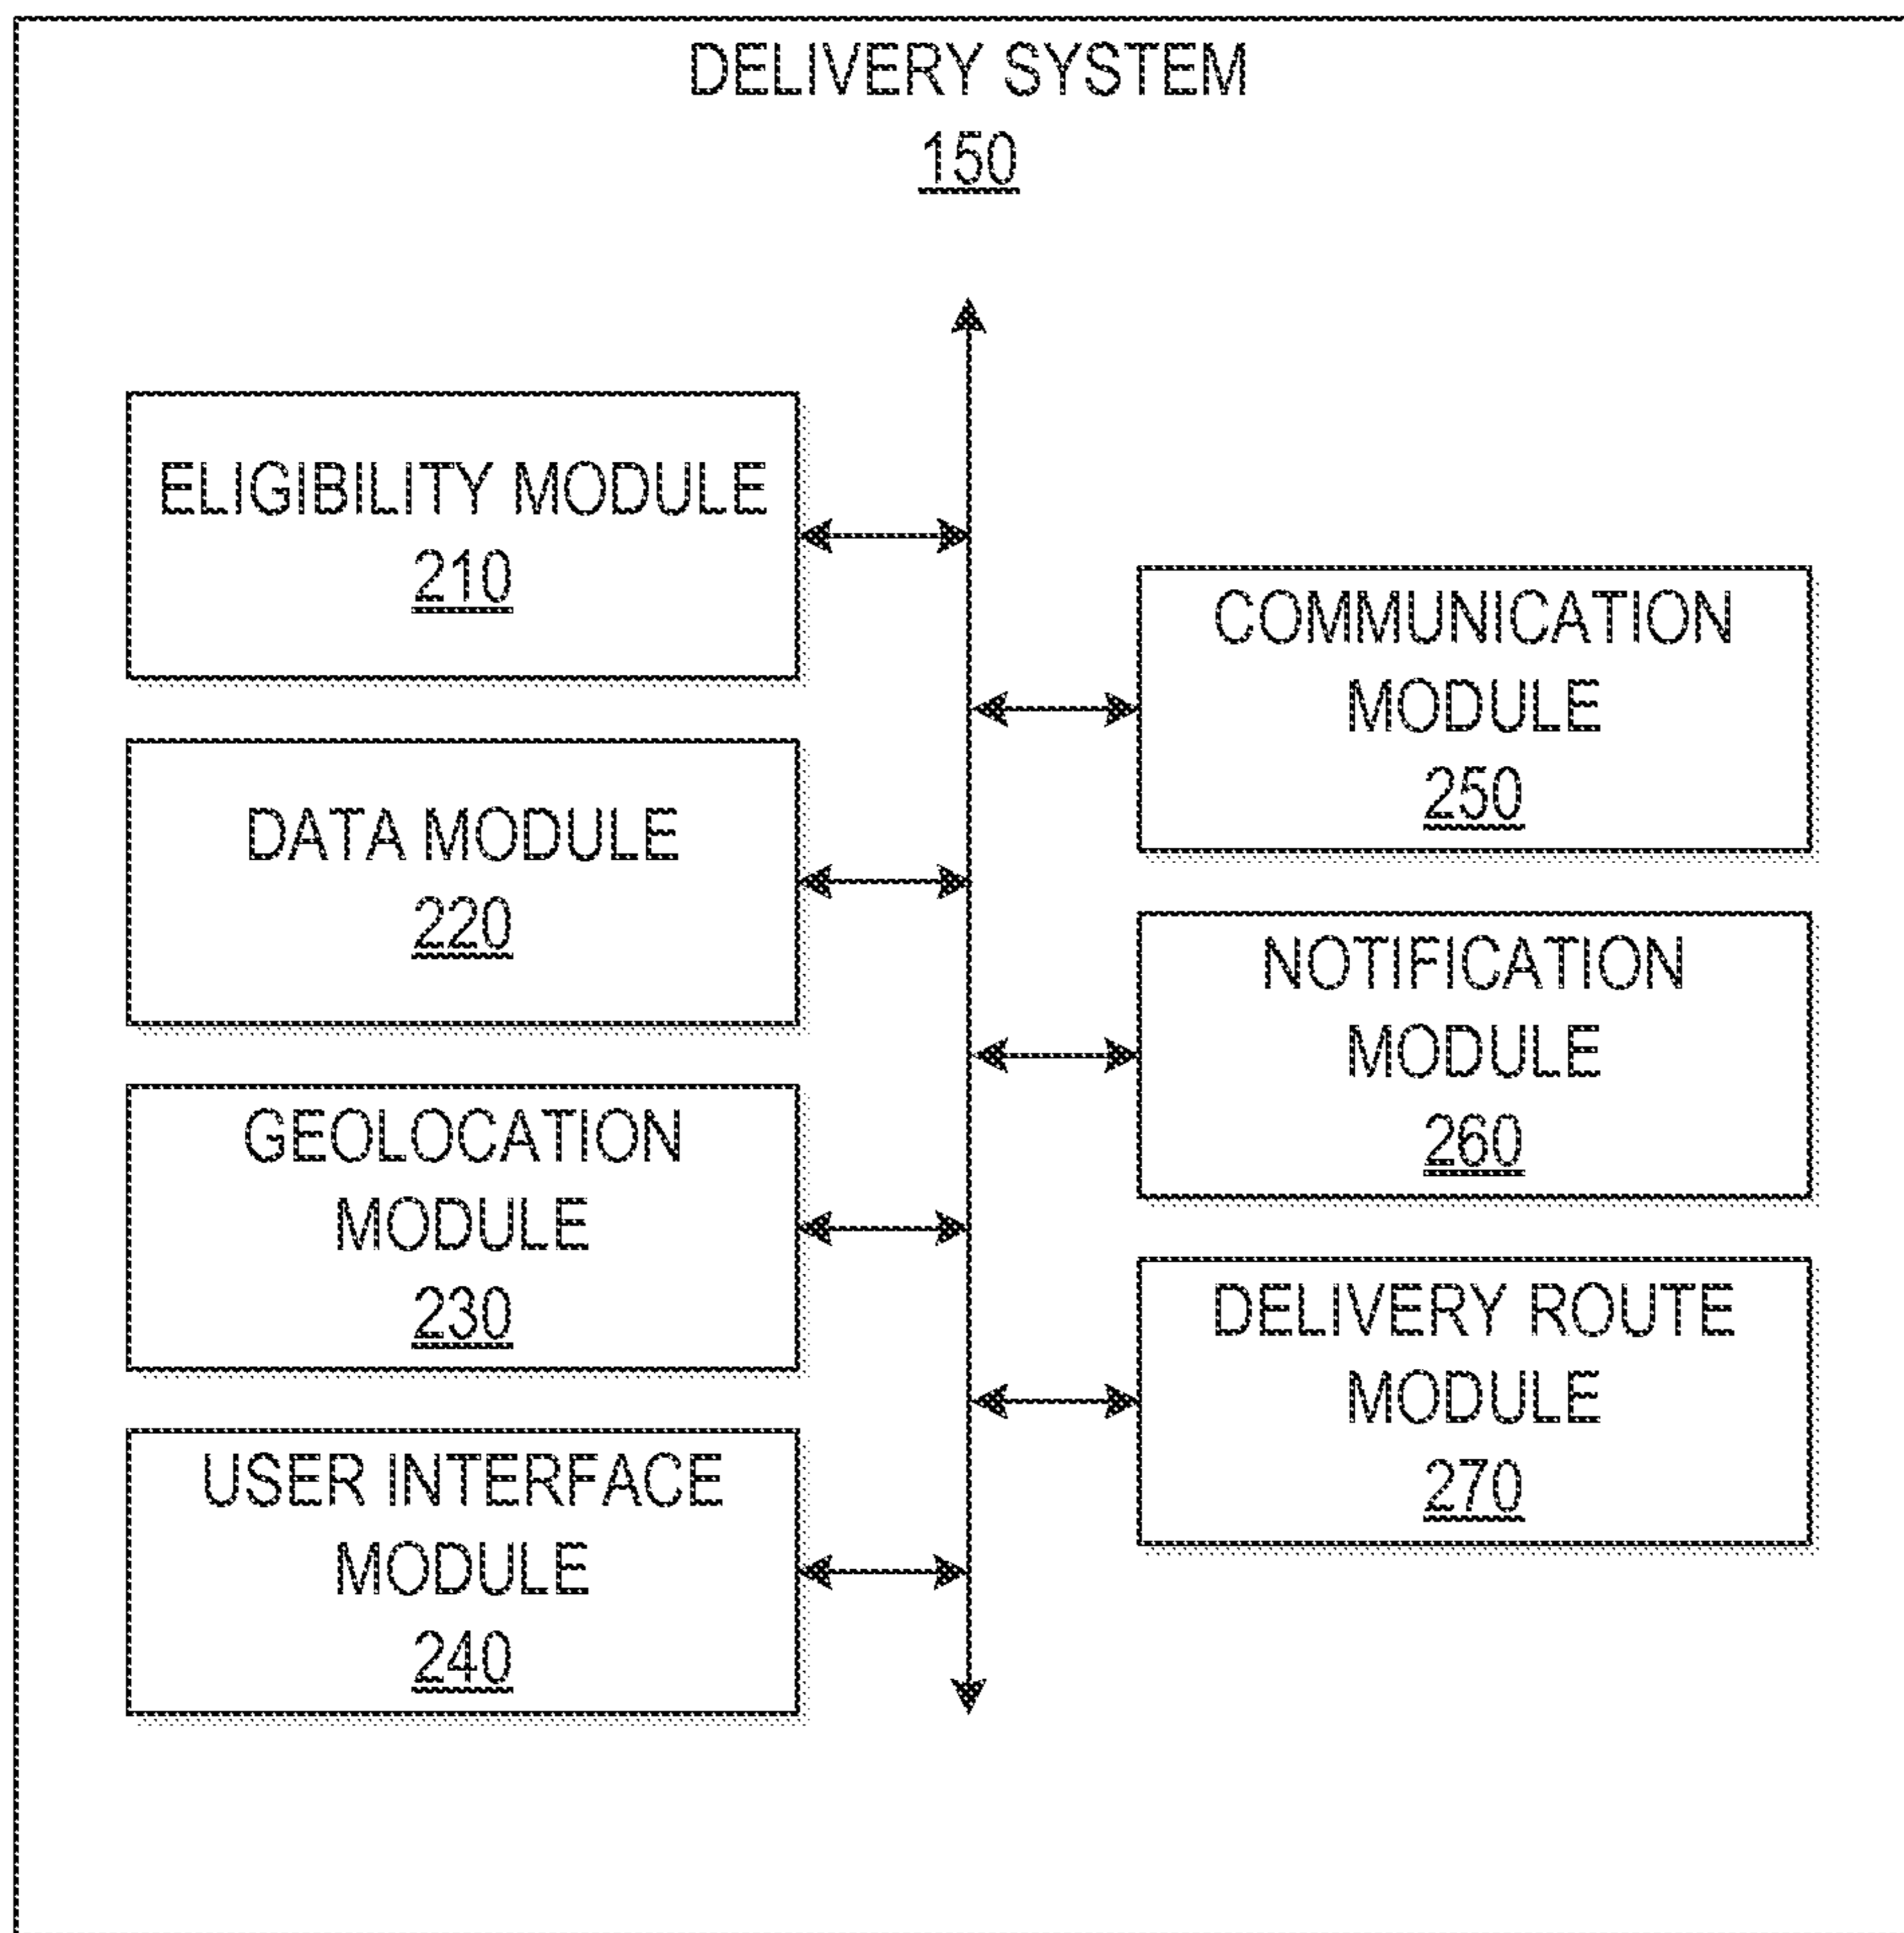 DELIVERY SYSTEM
150
ELIGIBILITY MODULE
210
DATA MODULE
220
GEOLOCATION
MODULE
230
USER INTERFACE
MODULE
240
COMMUNICATION
MODULE
250
NOTIFICATION
MODULE
260
DELIVERY ROUTE
MODULE
270